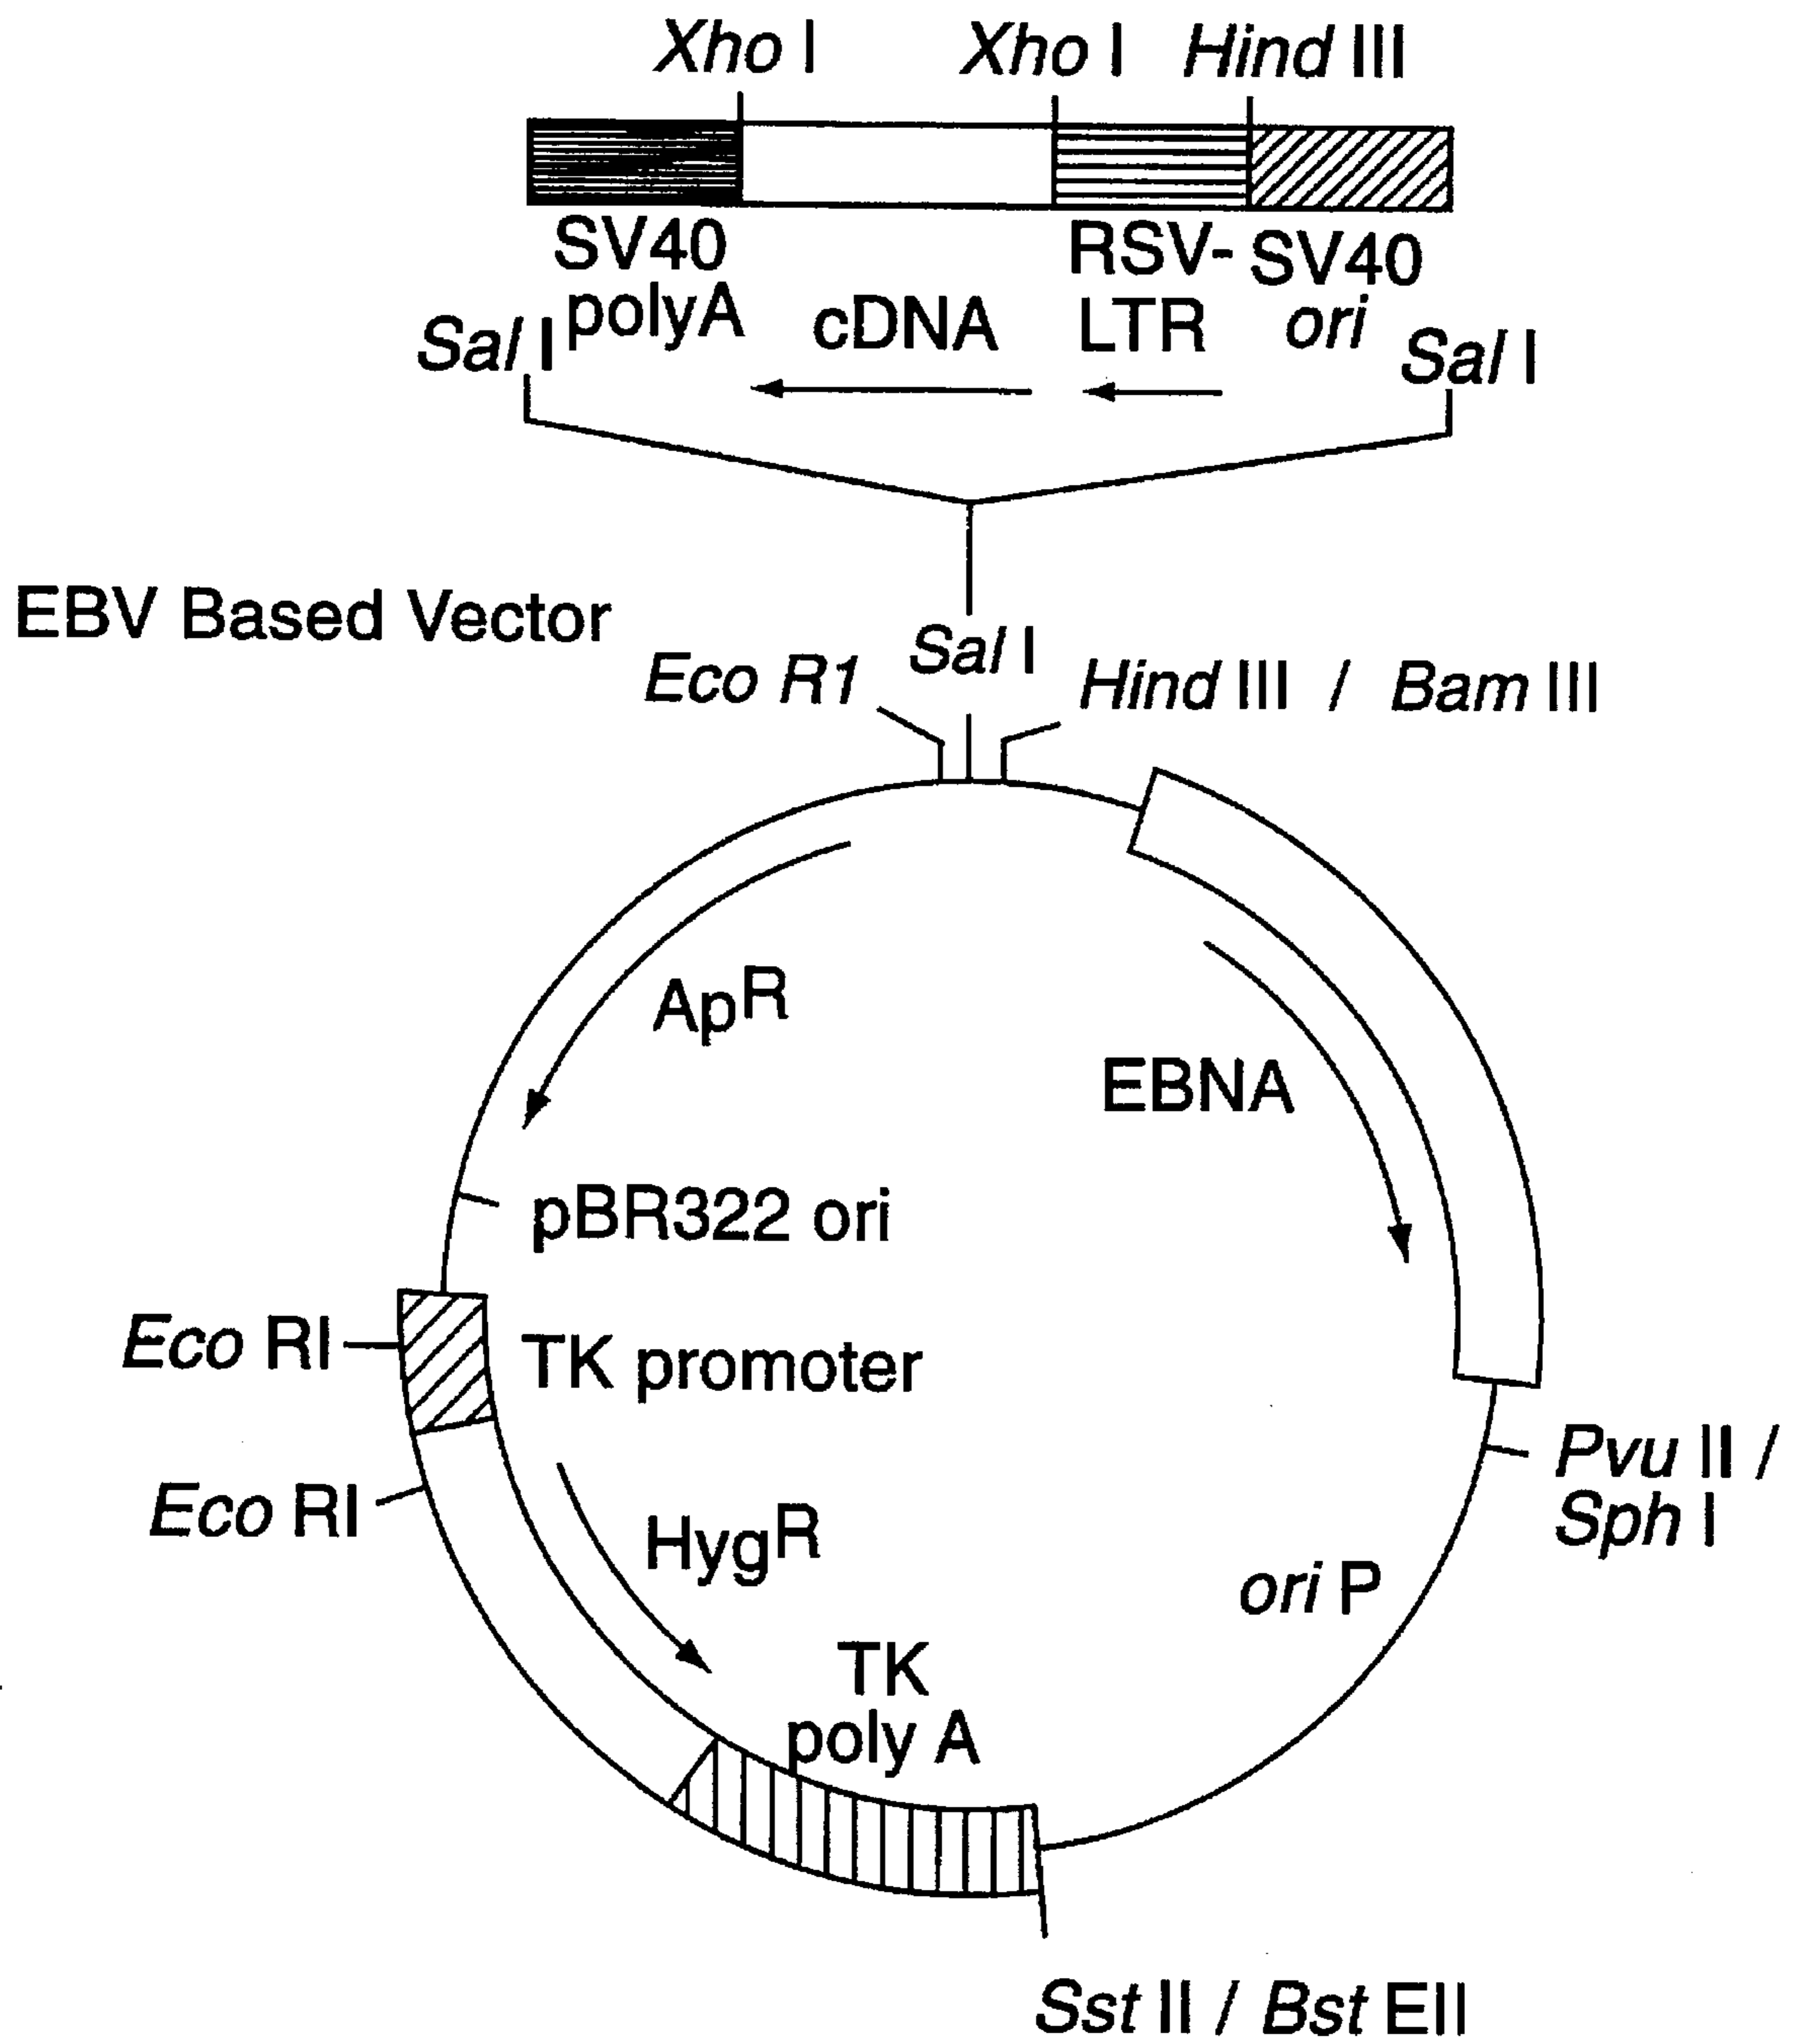 Xho I Xho I Hind III
SV40 polyA
cDNA
RSV-LTR
SV40 ori
Sal I
Sal I
EBV Based Vector
Eco R1
Sal I
Hind III / Bam III
ApR
EBNA
pBR322 ori
Eco RI
TK promoter
Eco RI
HygR
Pvu II /
Sph I
ori P
TK
poly A
Sst II / Bst EII